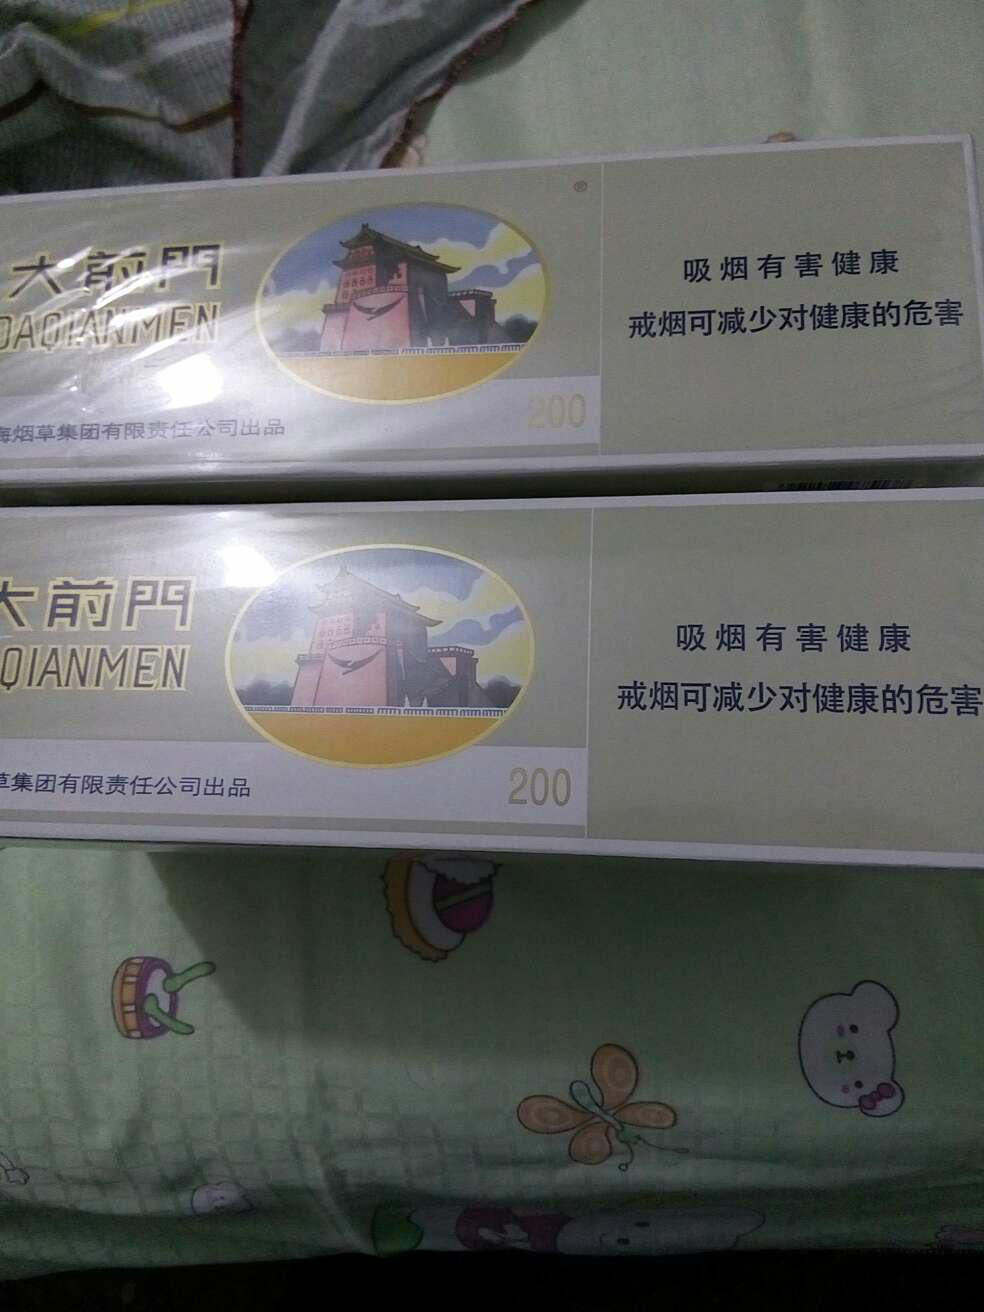 大前門
DAQIANMEN
海烟草集团有限责任公司出品
200
®
吸烟有害健康
戒烟可减少对健康的危害
大前門
QIANMEN
草集团有限责任公司出品
200
吸烟有害健康
戒烟可减少对健康的危害